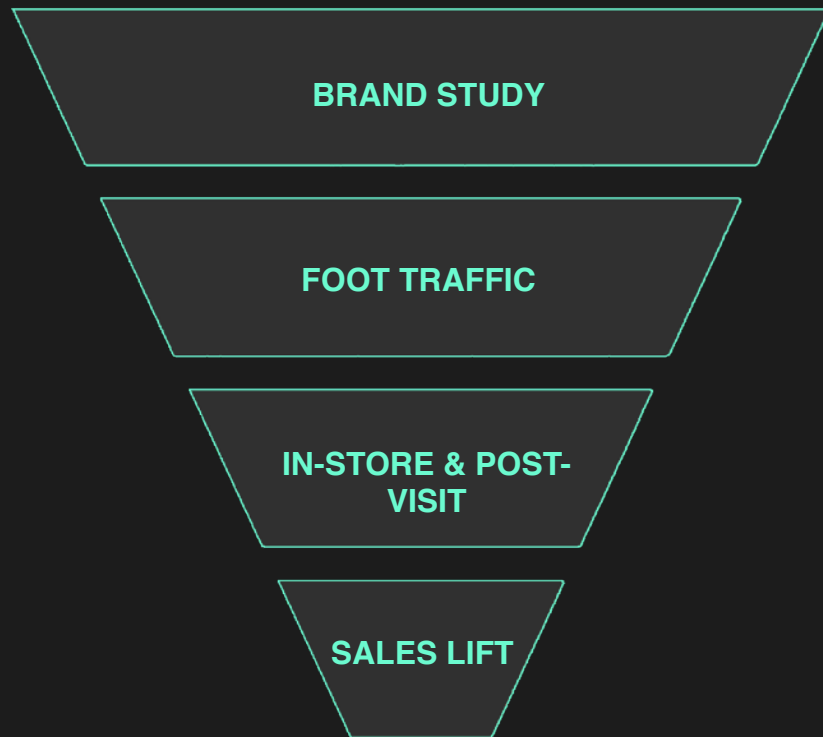 BRAND STUDY
FOOT TRAFFIC
IN-STORE & POST-
VISIT
SALES LIFT